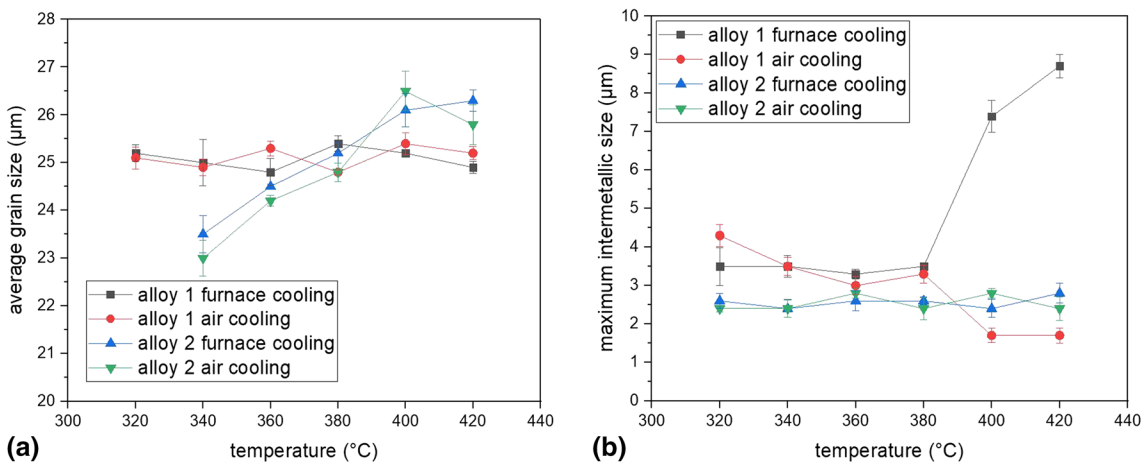 28
27
26
25
24
23
22
21
20
average grain size (µm)
alloy 1 furnace cooling
alloy 1 air cooling
alloy 2 furnace cooling
alloy 2 air cooling
300 320 340 360 380 400 420 440
temperature (°C)
(a)
10
9
8
7
6
5
4
3
2
1
0
maximum intermetallic size (µm)
alloy 1 furnace cooling
alloy 1 air cooling
alloy 2 furnace cooling
alloy 2 air cooling
300 320 340 360 380 400 420 440
temperature (°C)
(b)